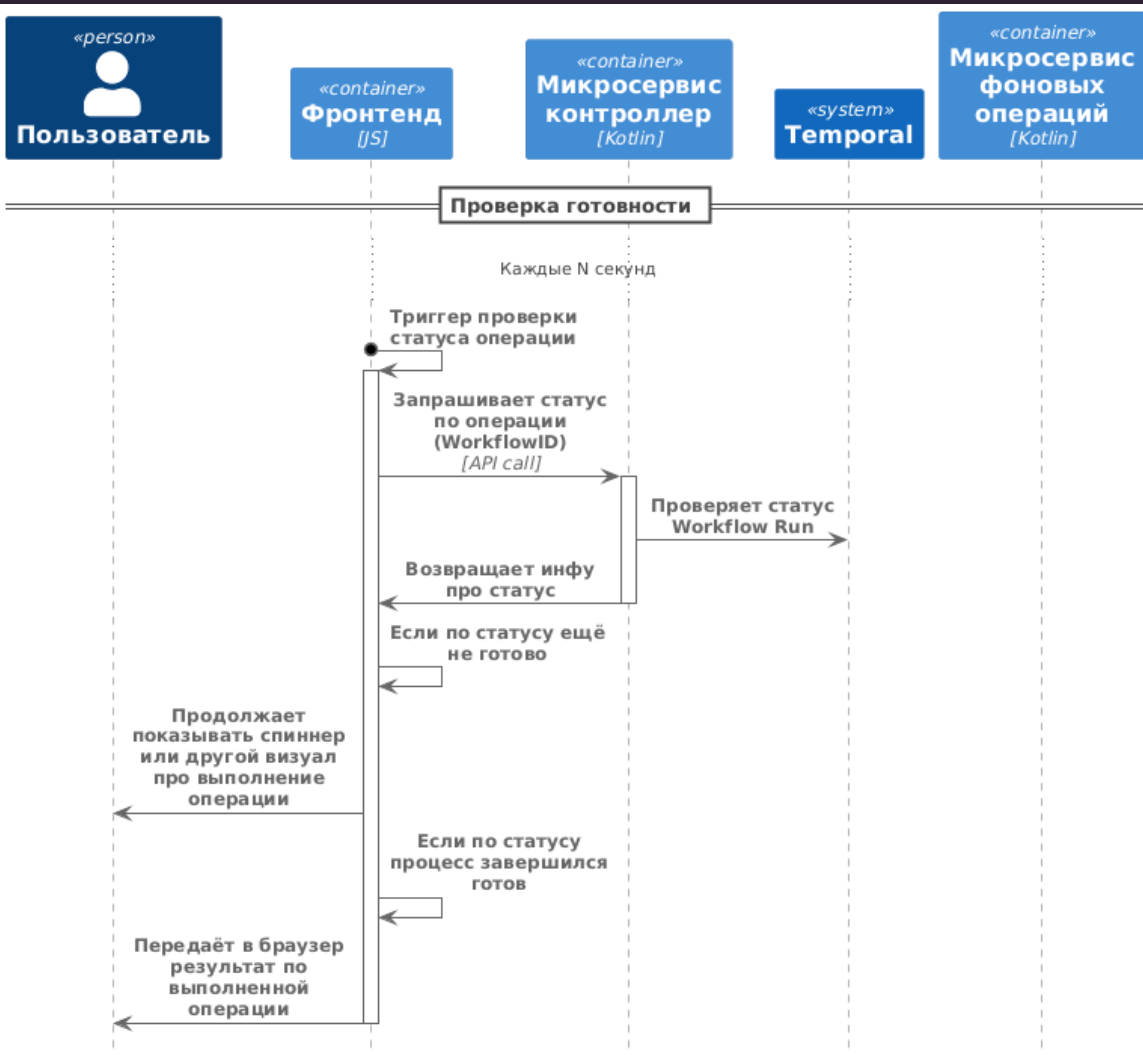 «person»
Пользователь
«container»
Фронтенд
[JS]
«container»
Микросервис
контроллер
[Kotlin]
«system»
Temporal
«container»
Микросервис
фоновых
операций
[Kotlin]
Проверка готовности
Каждые N секунд
Триггер проверки
статуса операции
Запрашивает статус
по операции
(WorkflowID)
[API call]
Проверяет статус
Workflow Run
Возвращает инфу
про статус
Если по статусу ещё
не готово
Продолжает
показывать спиннер
или другой визуал
про выполнение
операции
Если по статусу
процесс завершился
готов
Передаёт в браузер
результат по
выполненной
операции